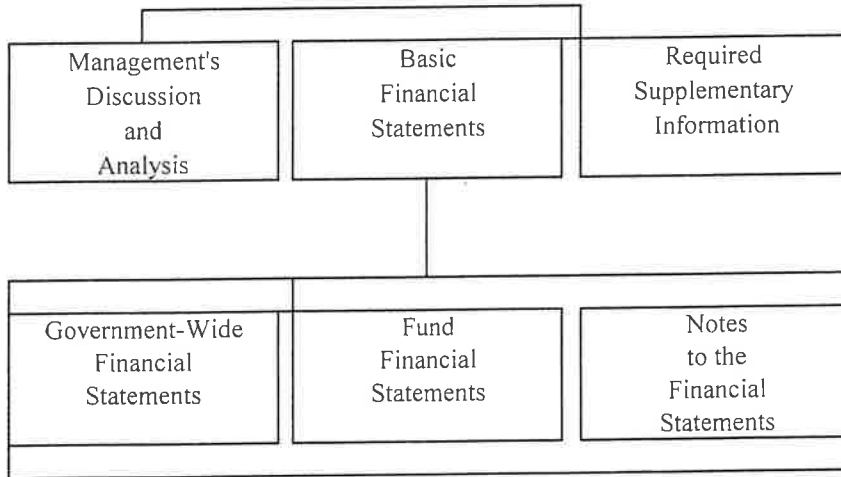 Management's
Discussion
and
Analysis
Basic
Financial
Statements
Required
Supplementary
Information
Government-Wide
Financial
Statements
Fund
Financial
Statements
Notes
to the
Financial
Statements